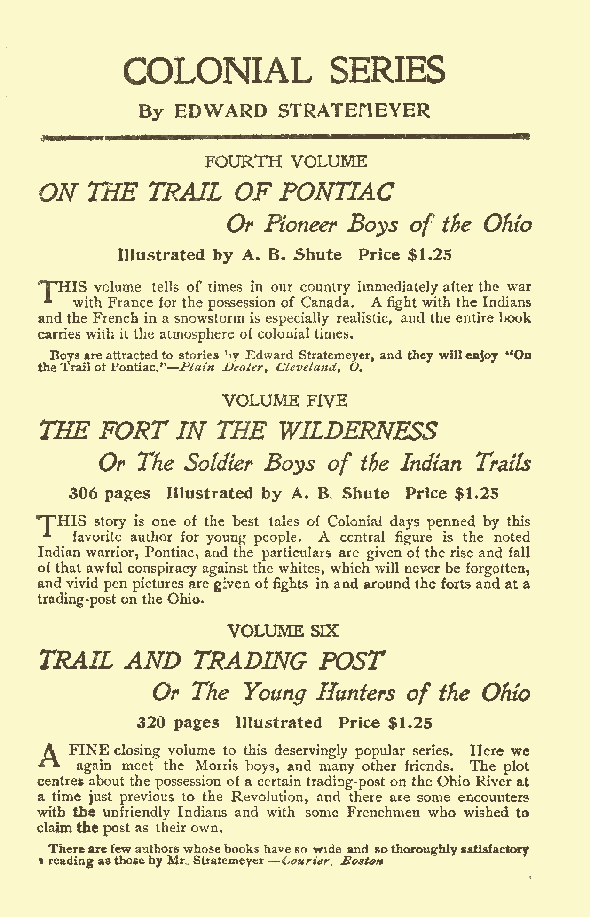 COLONIAL SERIES
By EDWARD STRATEMEYER
FOURTH VOLUME
ON THE TRAIL OF PONTIAC
Or Pioneer Boys of the Ohio
Illustrated by A. B. Shute Price $1.25
THIS volume tells of times in our country immediately after the war
with France for the possession of Canada. A fight with the Indians
and the French in a snowstorm is especially realistic, and the entire book
carries with it the atmosphere of colonial times.
Boys are attracted to stories by Edward Stratemeyer, and they will enjoy "On
the Trail of Pontiac."—Plain Dealer, Cleveland, O.
VOLUME FIVE
THE FORT IN THE WILDERNESS
Or The Soldier Boys of the Indian Trails
306 pages Illustrated by A. B. Shute Price $1.25
THIS story is one of the best tales of Colonial days penned by this
favorite author for young people. A central figure is the noted
Indian warrior, Pontiac, and the particulars are given of the rise and fall
of that awful conspiracy against the whites, which will never be forgotten,
and vivid pen pictures are given of fights in and around the forts and at a
trading-post on the Ohio.
VOLUME SIX
TRAIL AND TRADING POST
Or The Young Hunters of the Ohio
320 pages Illustrated Price $1.25
A FINE closing volume to this deservingly popular series. Here we
again meet the Morris boys, and many other friends. The plot
centres about the possession of a certain trading-post on the Ohio River at
a time just previous to the Revolution, and there are some encounters
with the unfriendly Indians and with some Frenchmen who wished to
claim the post as their own.
There are few authors whose books have so wide and so thoroughly satisfactory
a reading as those by Mr. Stratemeyer—Courier, Boston